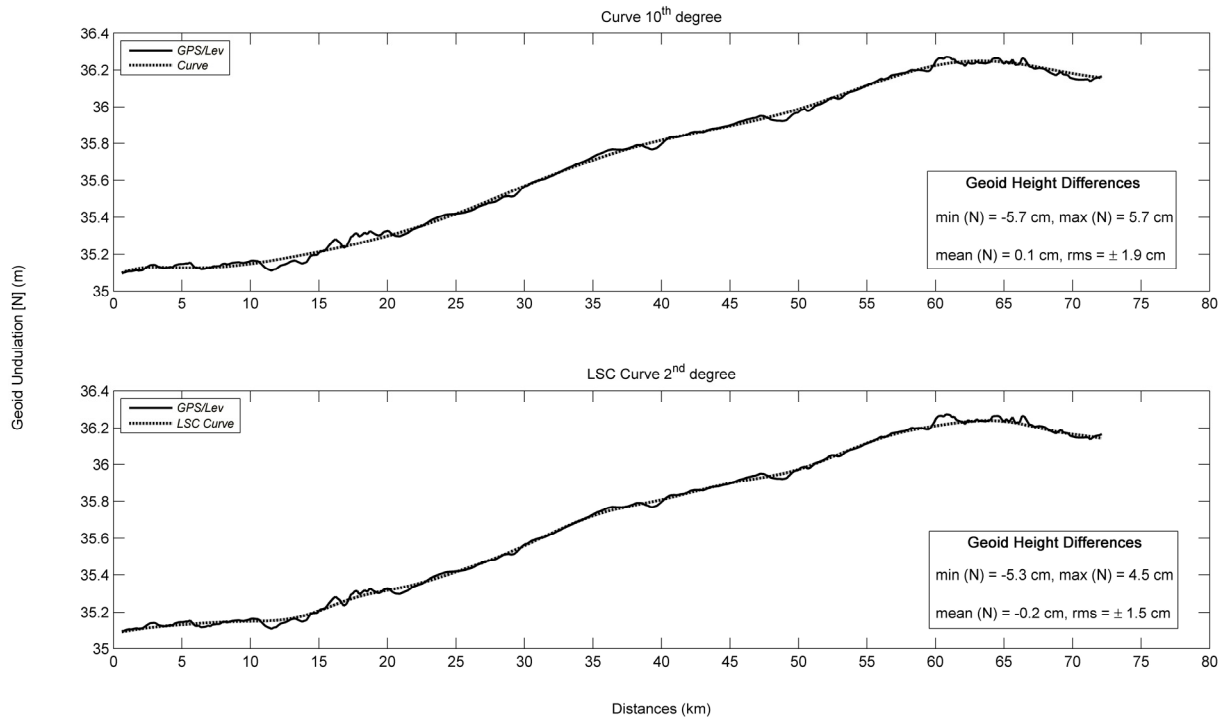 Curve 10th degree
GPS/Lev
Curve
36.4
36.2
36
35.8
35.6
35.4
35.2
35
Geoid Height Differences
min (N) = -5.7 cm, max (N) = 5.7 cm
mean (N) = 0.1 cm, rms = ± 1.9 cm
0 5 10 15 20 25 30 35 40 45 50 55 60 65 70 75 80
Geoid Undulation [N] (m)
LSC Curve 2nd degree
GPS/Lev
LSC Curve
36.4
36.2
36
35.8
35.6
35.4
35.2
35
Geoid Height Differences
min (N) = -5.3 cm, max (N) = 4.5 cm
mean (N) = -0.2 cm, rms = ± 1.5 cm
0 5 10 15 20 25 30 35 40 45 50 55 60 65 70 75 80
Distances (km)